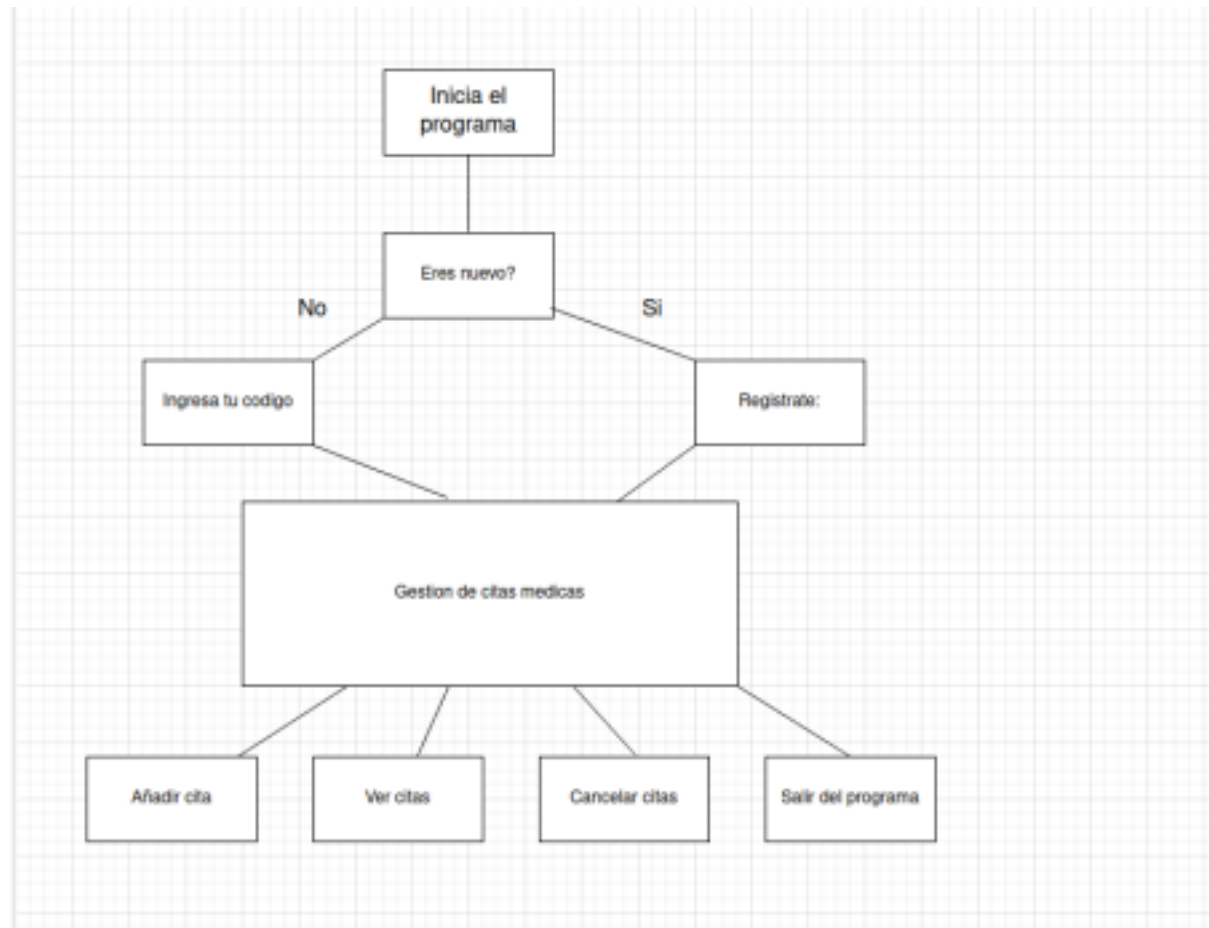 Inicia el
programa
Eres nuevo?
No
Si
Ingresa tu codigo
Registrate:
Gestion de citas medicas
Añadir cita
Ver citas
Cancelar citas
Salir del programa